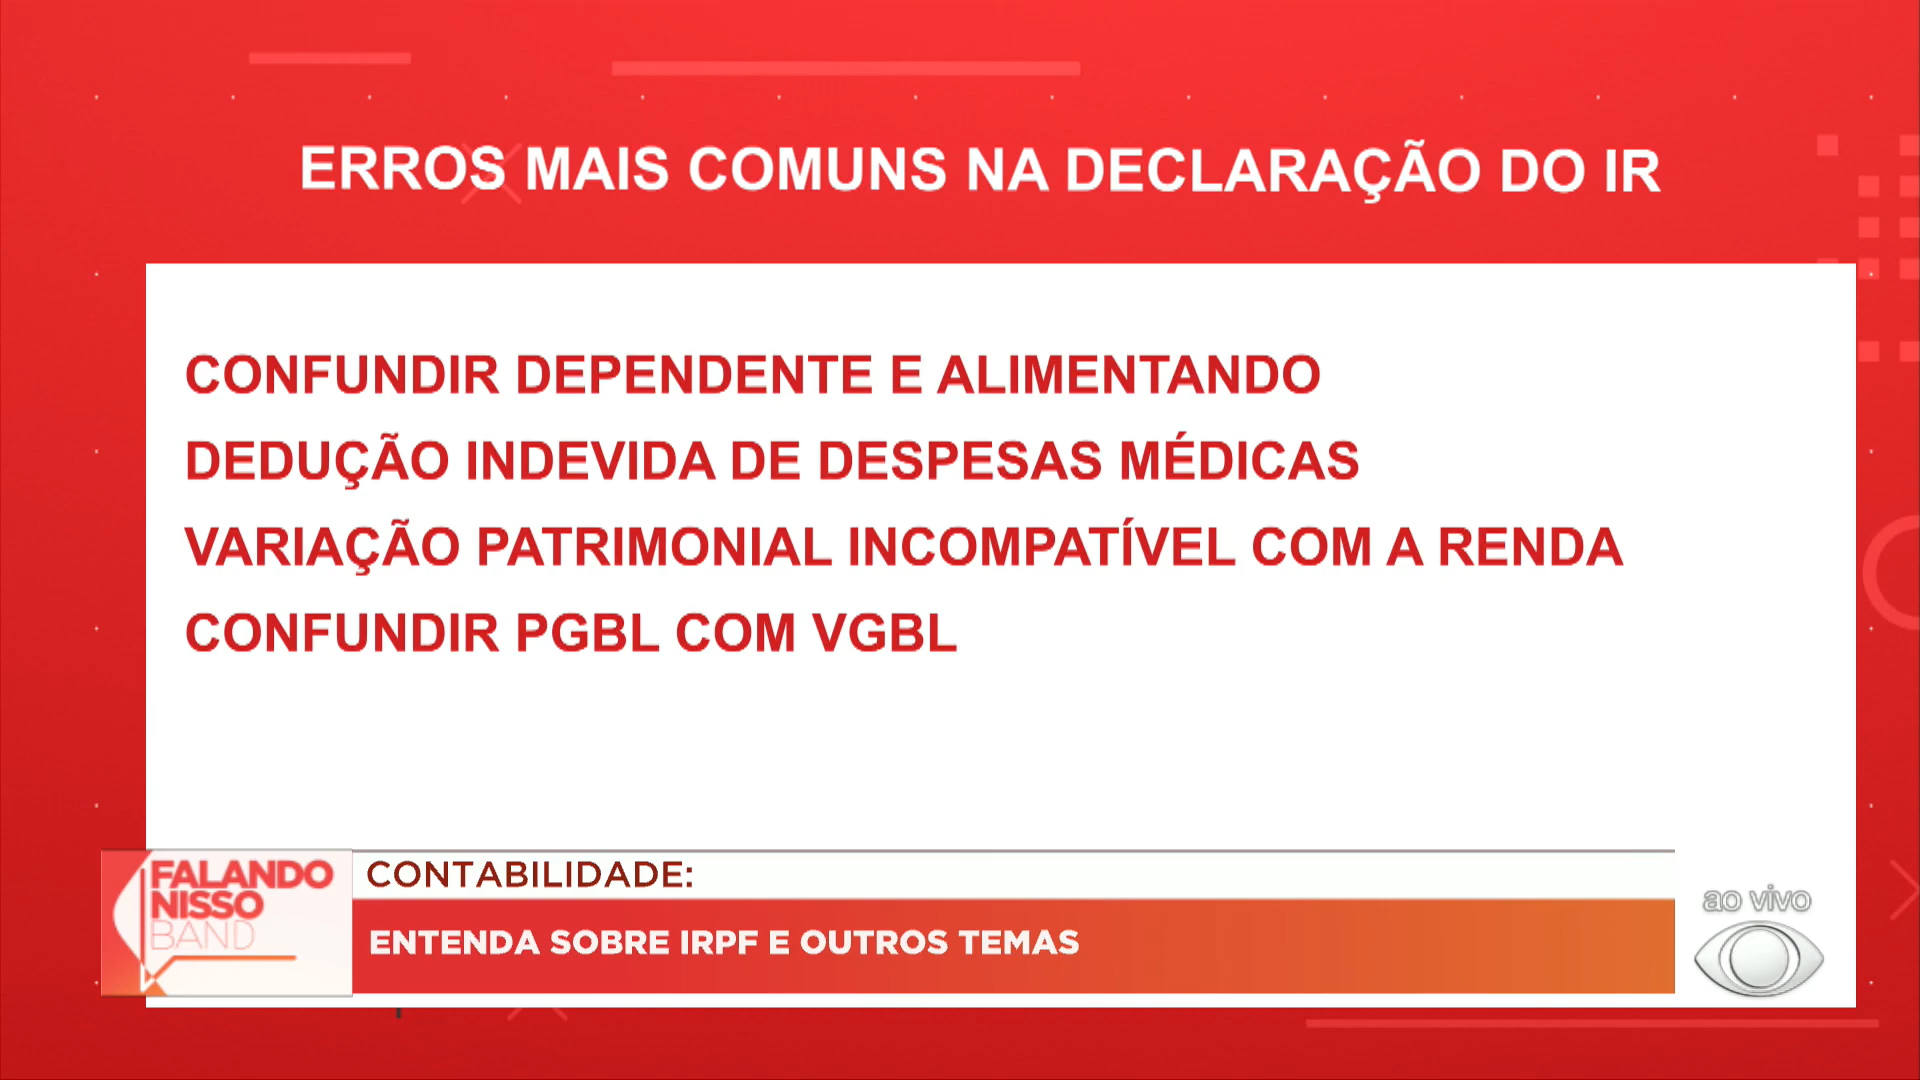 ERROS MAIS COMUNS NA DECLARAÇÃO DO IR
CONFUNDIR DEPENDENTE E ALIMENTANDO
DEDUÇÃO INDEVIDA DE DESPESAS MÉDICAS
VARIAÇÃO PATRIMONIAL INCOMPATÍVEL COM A RENDA
CONFUNDIR PGBL COM VGBL
FALANDO
NISSO
BAND
CONTABILIDADE:
ENTENDA SOBRE IRPF E OUTROS TEMAS
ao vivo